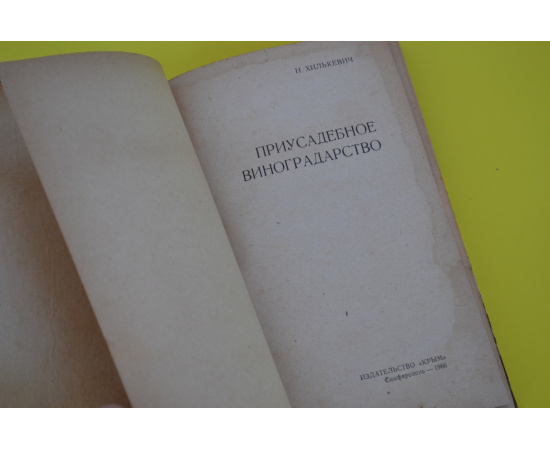 Н. ХИЛЬКЕВИЧ
ПРИУСАДЕБНОЕ
ВИНОГРАДАРСТВО
ИЗДАТЕЛЬСТВО «КРЫМ»
Симферополь — 1966